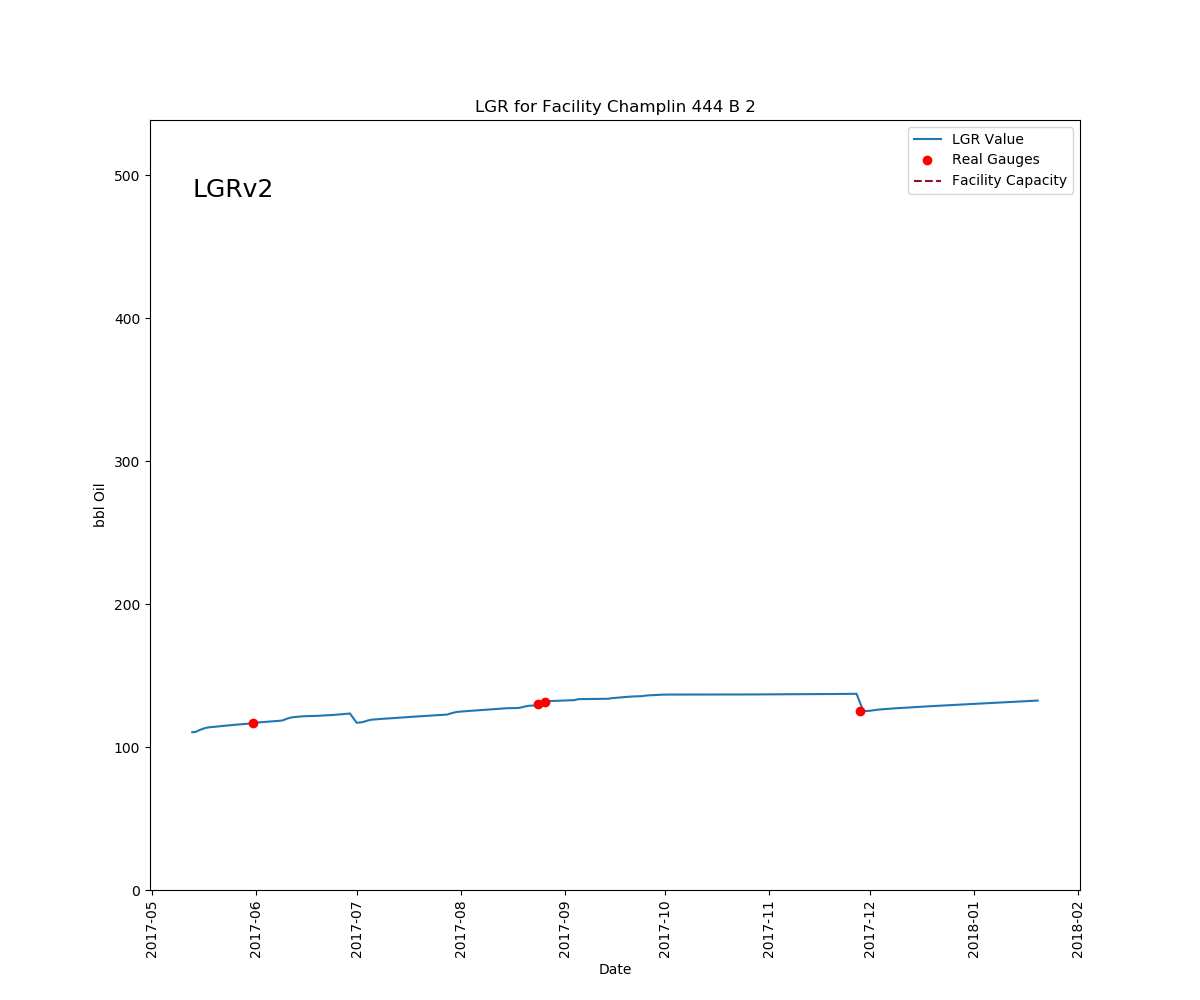 LGR for Facility Champlin 444 B 2
LGRv2
LGR Value
Real Gauges
Facility Capacity
500
400
300
200
100
0
bbl Oil
2017-05
2017-06
2017-07
2017-08
2017-09
2017-10
2017-11
2017-12
2018-01
2018-02
Date